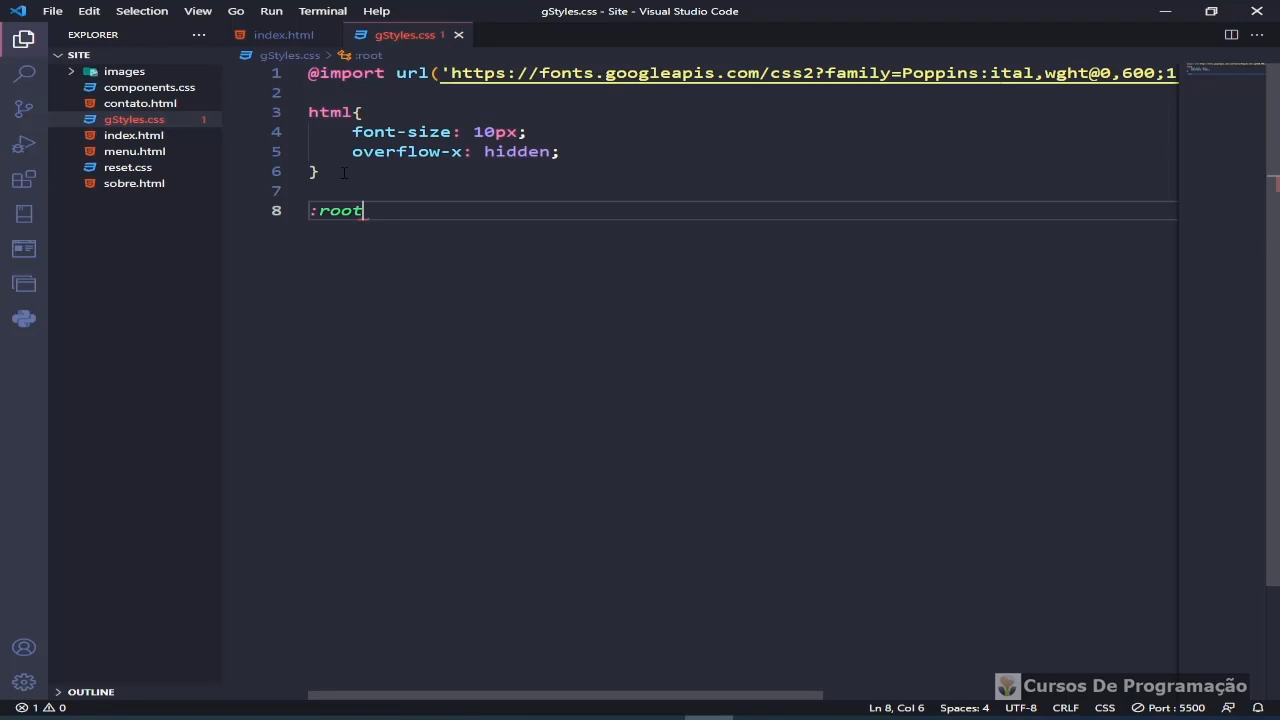 File Edit Selection View Go Run Terminal Help
gStyles.css - Site - Visual Studio Code
EXPLORER
SITE
images
components.css
contato.html
gStyles.css 1
index.html
menu.html
reset.css
sobre.html
OUTLINE
index.html
gStyles.css 1
gStyles.css > :root
1 @import url('https://fonts.googleapis.com/css2?family=Poppins:ital,wght@0,600;1
2
3 html{
4 font-size: 10px;
5 overflow-x: hidden;
6 }
7
8 :root
Cursos De Programação
1 0
Ln 8, Col 6 Spaces: 4 UTF-8 CRLF CSS Port : 5500